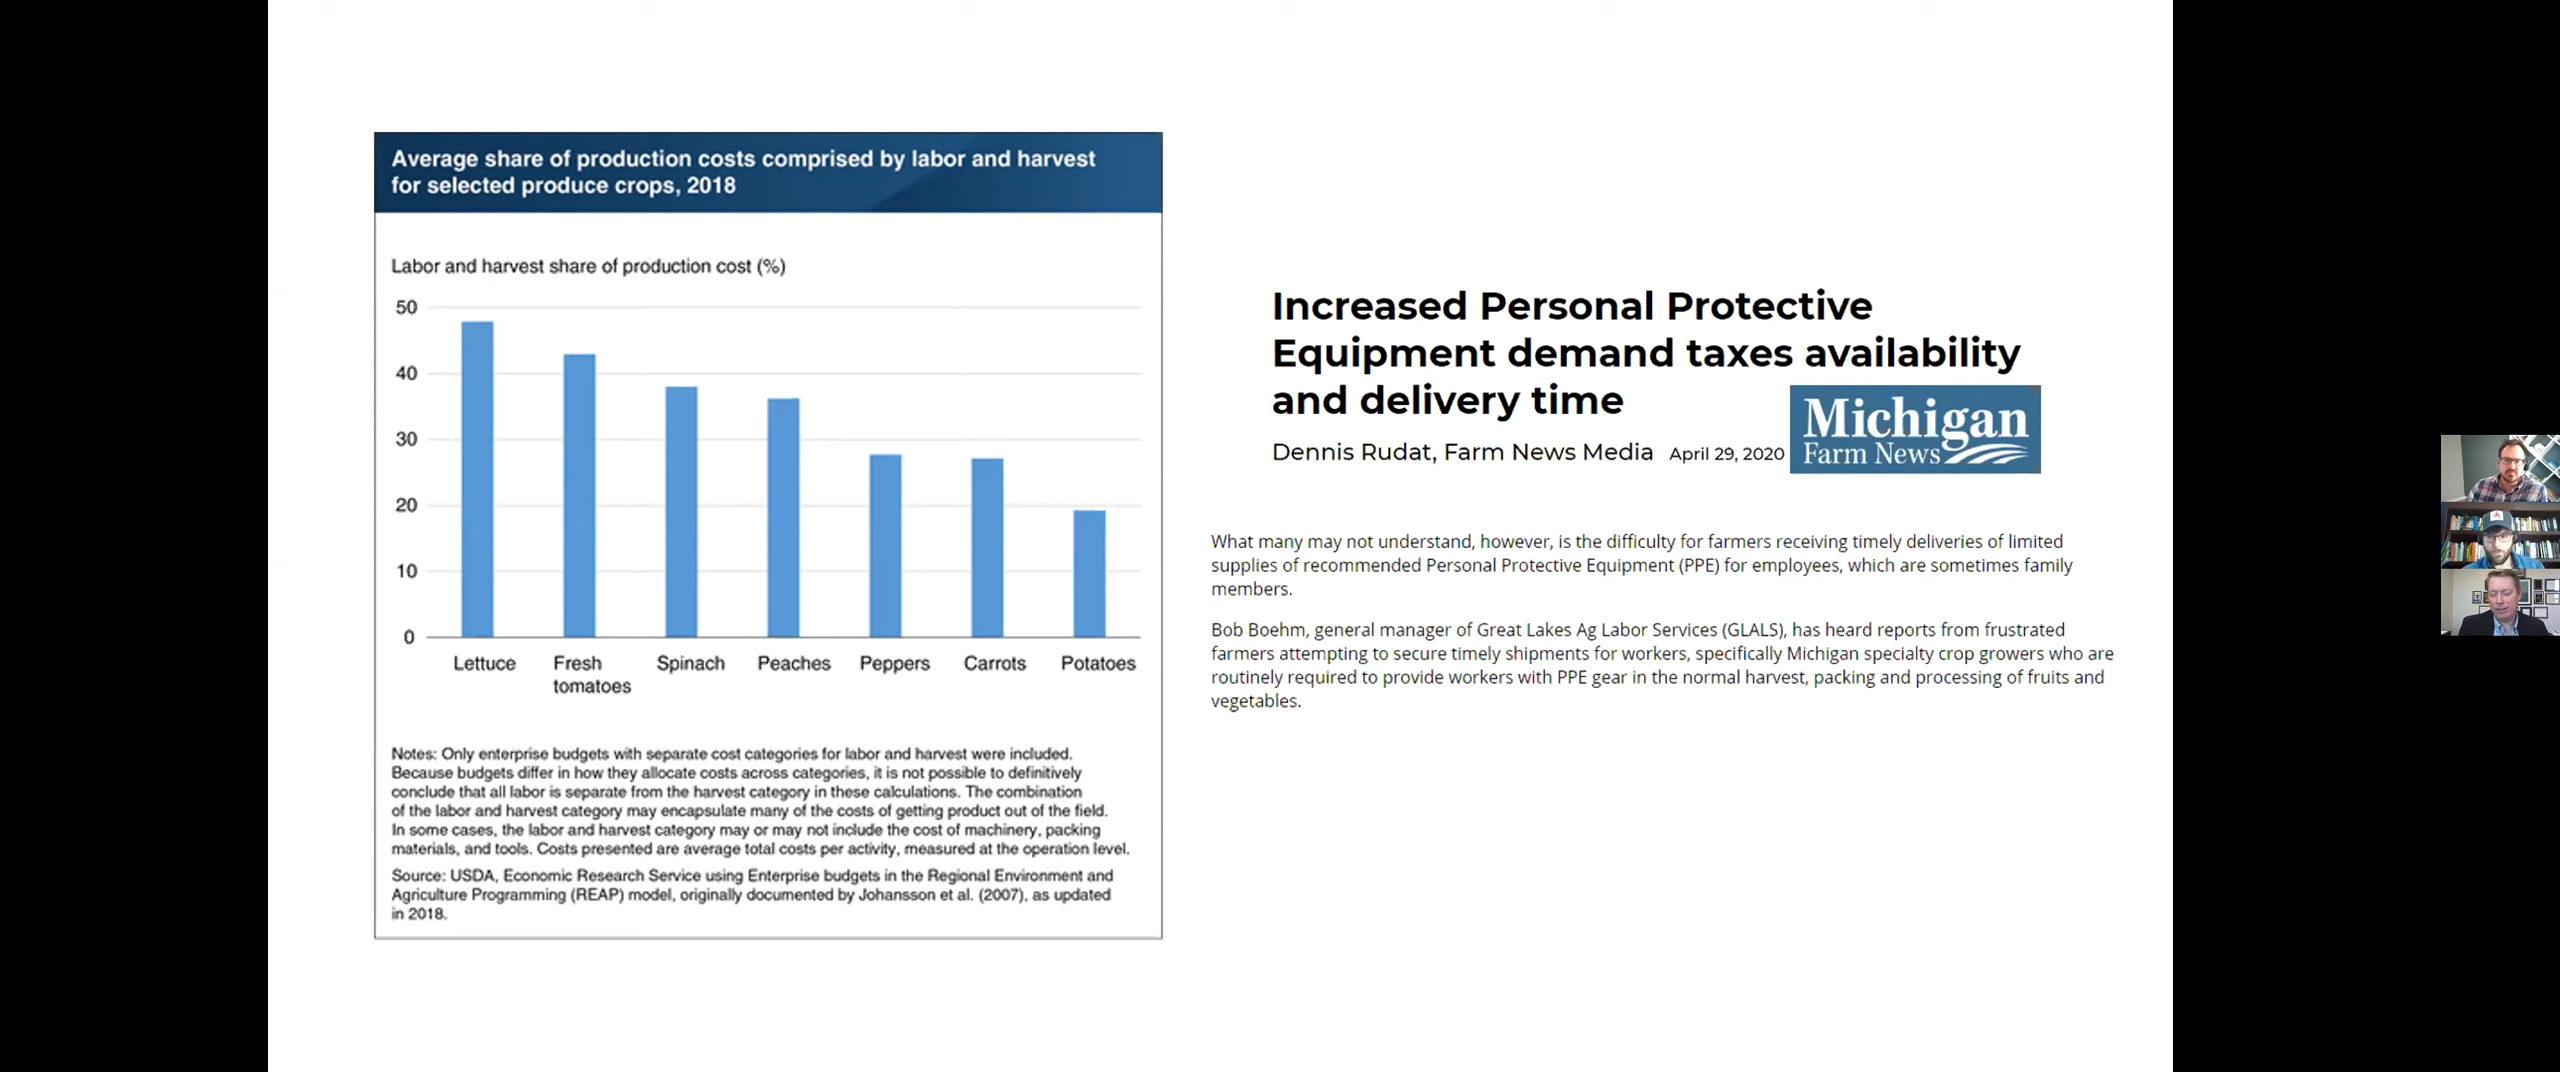 Average share of production costs comprised by labor and harvest
for selected produce crops, 2018
Labor and harvest share of production cost (%)
50
40
30
20
10
0
Lettuce
Fresh
tomatoes
Spinach
Peaches
Peppers
Carrots
Potatoes
Notes: Only enterprise budgets with separate cost categories for labor and harvest were included.
Because budgets differ in how they allocate costs across categories, it is not possible to definitively
conclude that all labor is separate from the harvest category in these calculations. The combination
of the labor and harvest category may encapsulate many of the costs of getting product out of the field.
In some cases, the labor and harvest category may or may not include the cost of machinery, packing
materials, and tools. Costs presented are average total costs per activity, measured at the operation level.
Source: USDA, Economic Research Service using Enterprise budgets in the Regional Environment and
Agriculture Programming (REAP) model, originally documented by Johansson et al. (2007), as updated
in 2018.
Increased Personal Protective
Equipment demand taxes availability
and delivery time
Michigan
Farm News
Dennis Rudat, Farm News Media April 29, 2020
What many may not understand, however, is the difficulty for farmers receiving timely deliveries of limited
supplies of recommended Personal Protective Equipment (PPE) for employees, which are sometimes family
members.
Bob Boehm, general manager of Great Lakes Ag Labor Services (GLALS), has heard reports from frustrated
farmers attempting to secure timely shipments for workers, specifically Michigan specialty crop growers who are
routinely required to provide workers with PPE gear in the normal harvest, packing and processing of fruits and
vegetables.